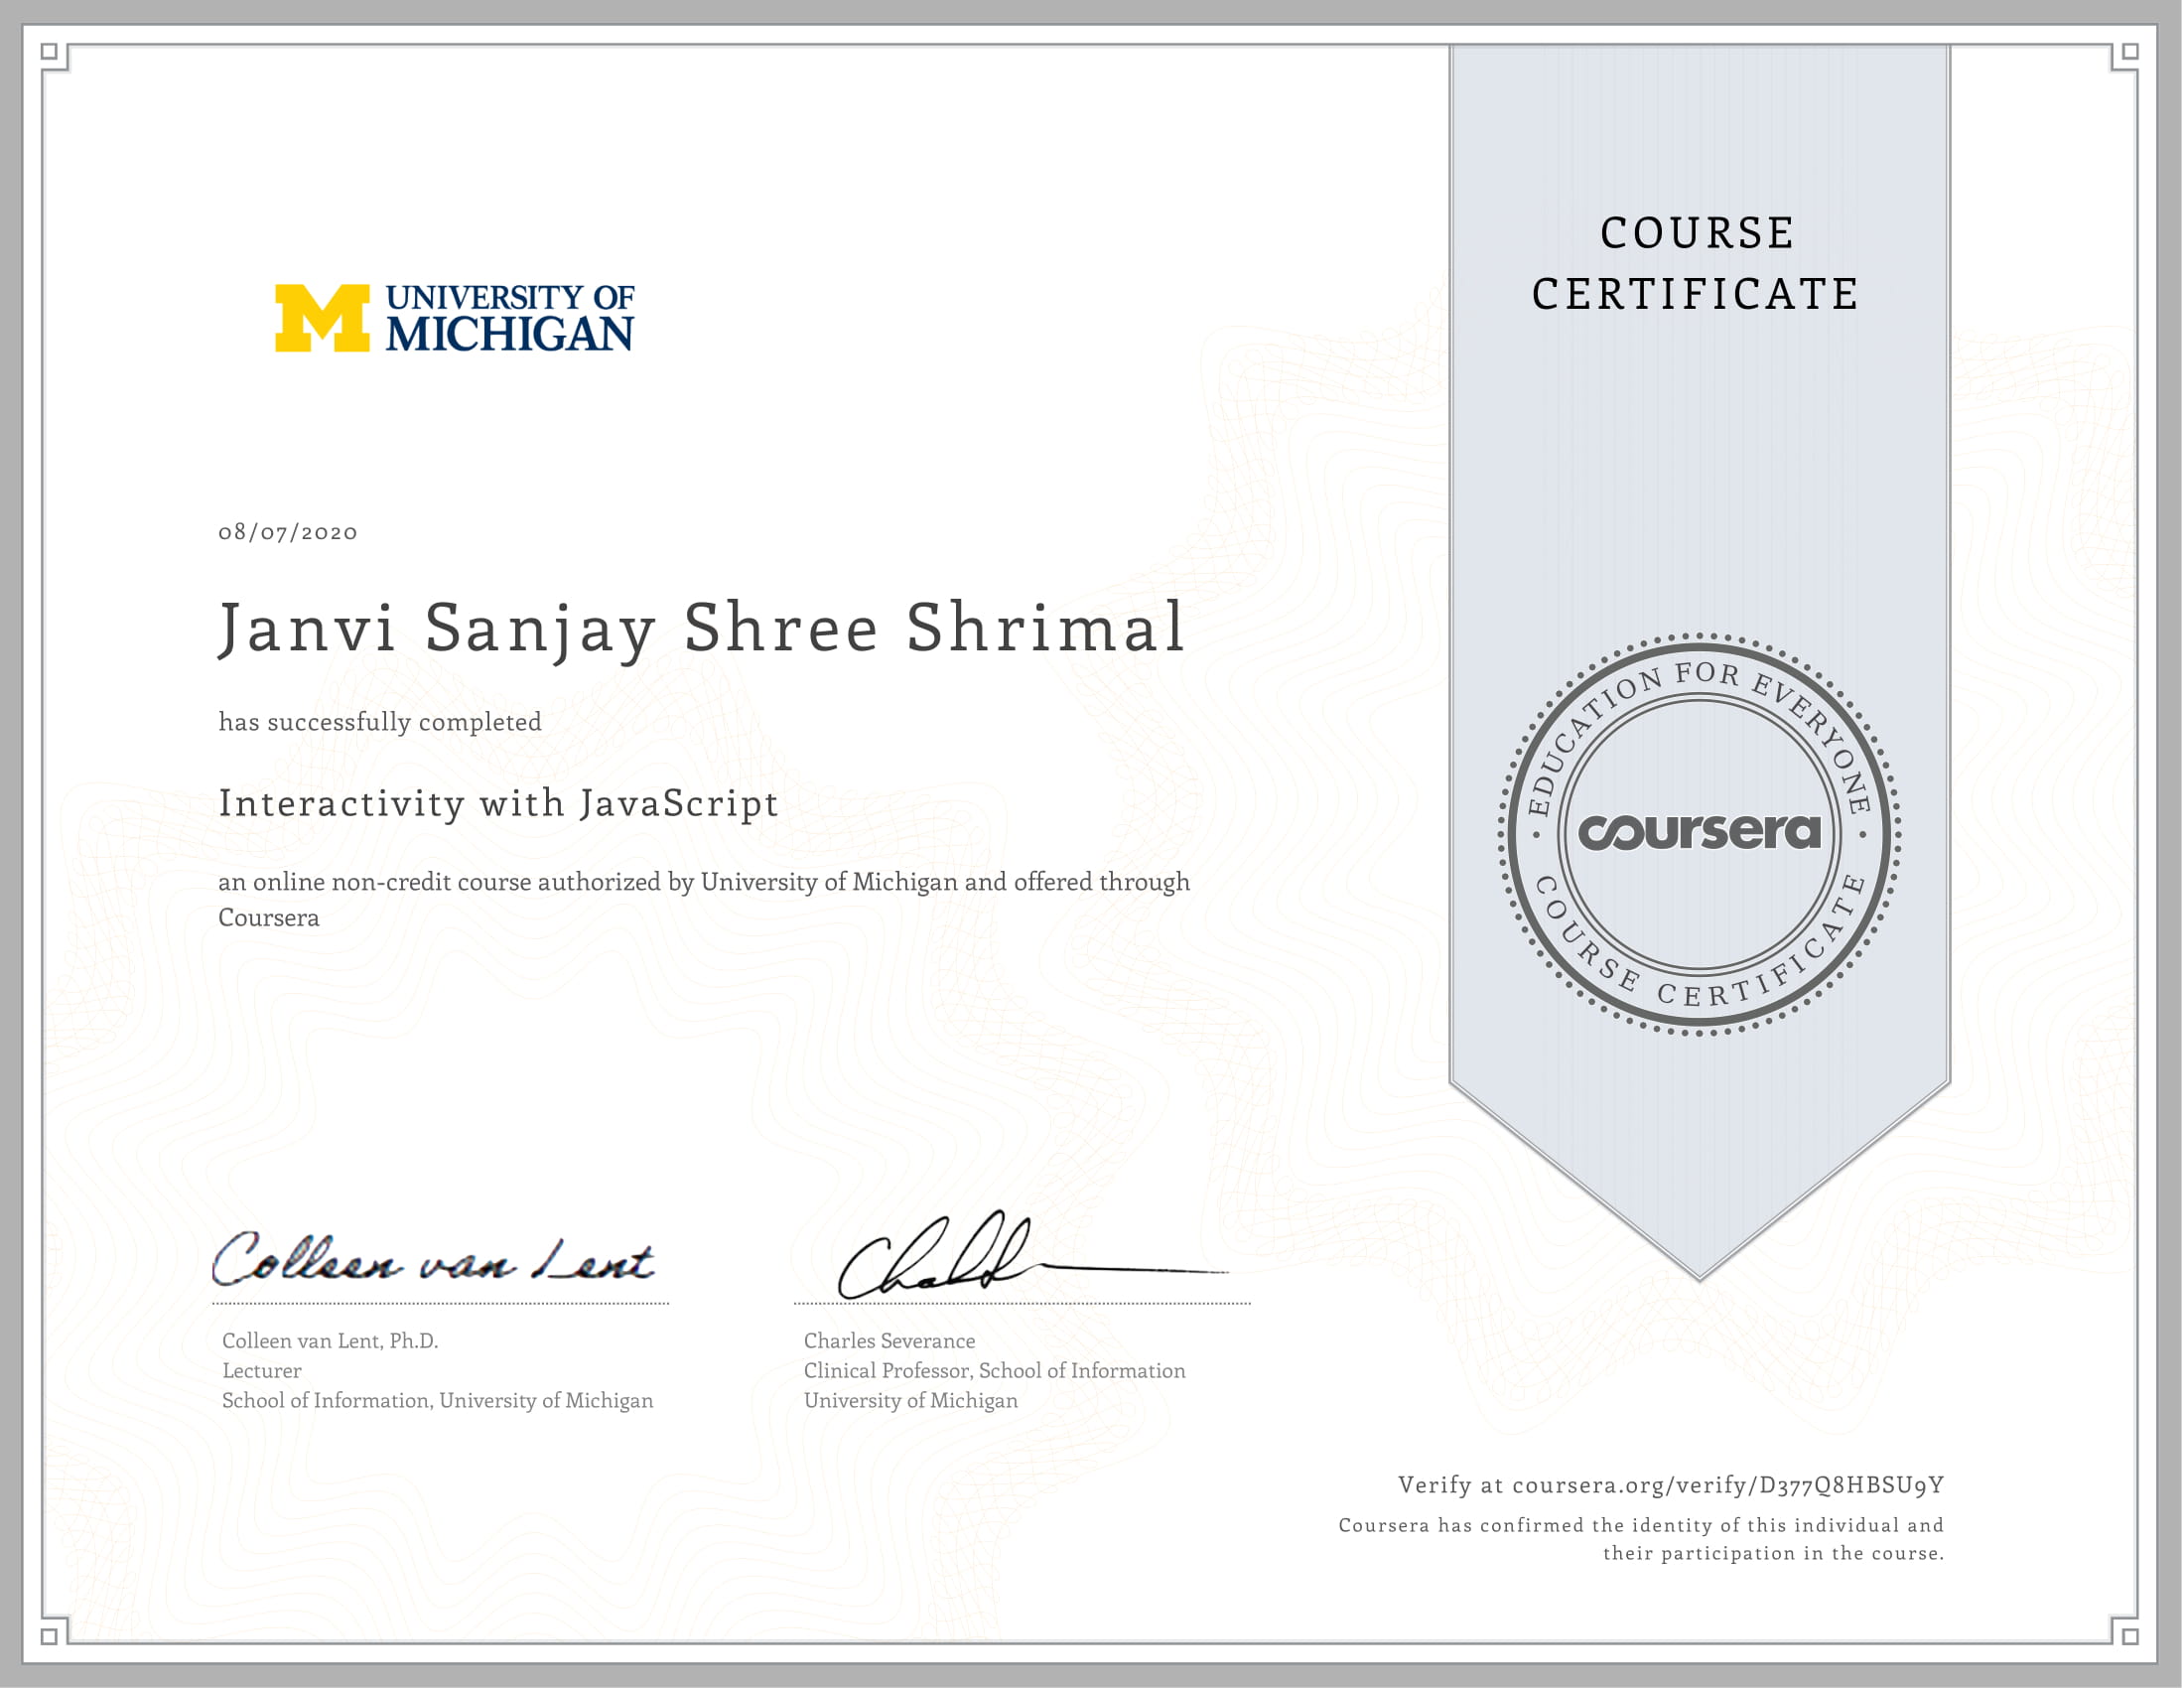 UNIVERSITY OF
MICHIGAN
COURSE
CERTIFICATE
08/07/2020
Janvi Sanjay Shree Shrimal
has successfully completed
Interactivity with JavaScript
an online non-credit course authorized by University of Michigan and offered through
Coursera
EDUCATION FOR EVERYONE
coursera
COURSE CERTIFICATE
Colleen van Lent
Colleen van Lent, Ph.D.
Lecturer
School of Information, University of Michigan
Charles Severance
Clinical Professor, School of Information
University of Michigan
Verify at coursera.org/verify/D377Q8HBSU9Y
Coursera has confirmed the identity of this individual and
their participation in the course.